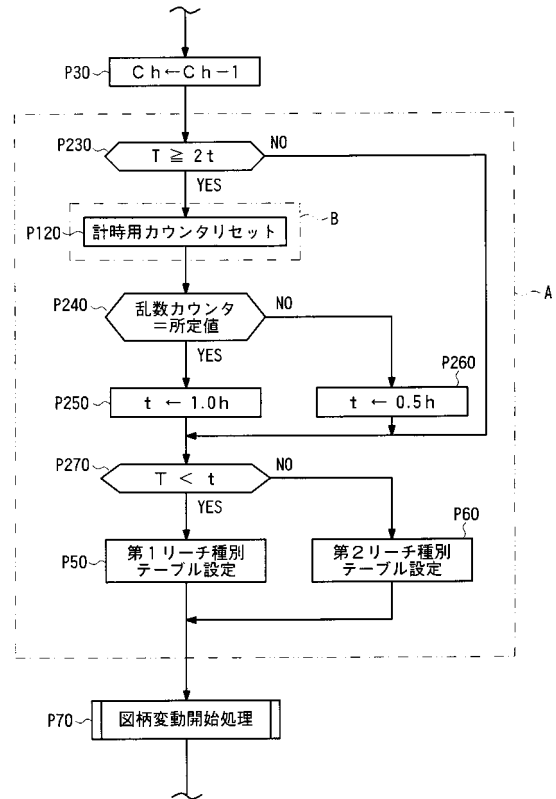 P30
Ch←Ch-1
P230
T ≧ 2t
NO
YES
B
P120
計時用カウンタリセット
A
P240
乱数カウンタ
＝所定値
NO
YES
P260
P250
t ← 1.0h
t ← 0.5h
P270
T < t
NO
YES
P60
P50
第1リーチ種別
テーブル設定
第2リーチ種別
テーブル設定
P70
図柄変動開始処理